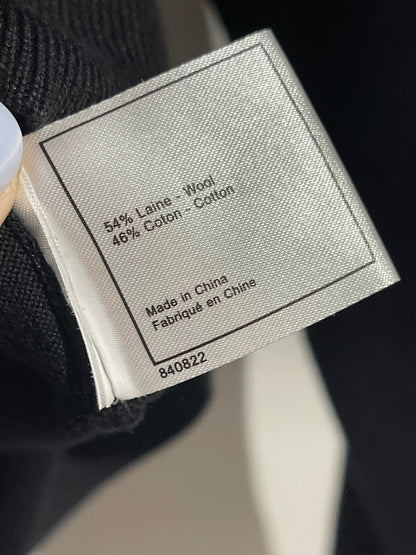 54% Laine - Wool
46% Coton - Cotton
Made in China
Fabriqué en Chine
840822